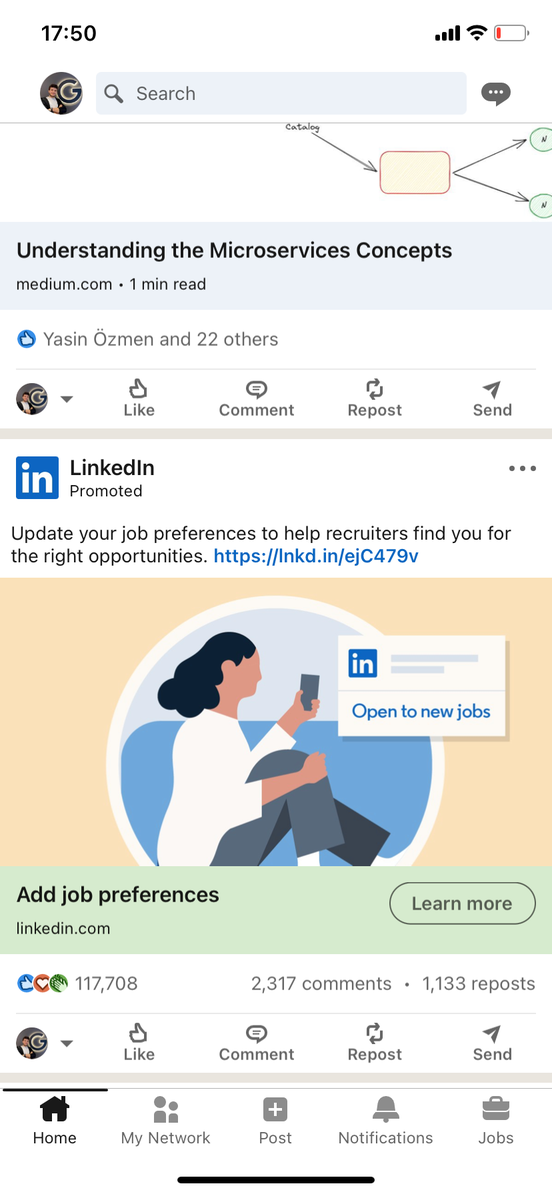 17:50
Search
Catalog
N
N
Understanding the Microservices Concepts
medium.com • 1 min read
Yasin Özmen and 22 others
Like
Comment
Repost
Send
in
LinkedIn
Promoted
Update your job preferences to help recruiters find you for
the right opportunities. https://lnkd.in/ejC479v
in
Open to new jobs
Add job preferences
linkedin.com
Learn more
117,708
2,317 comments • 1,133 reposts
Like
Comment
Repost
Send
Home
My Network
Post
Notifications
Jobs